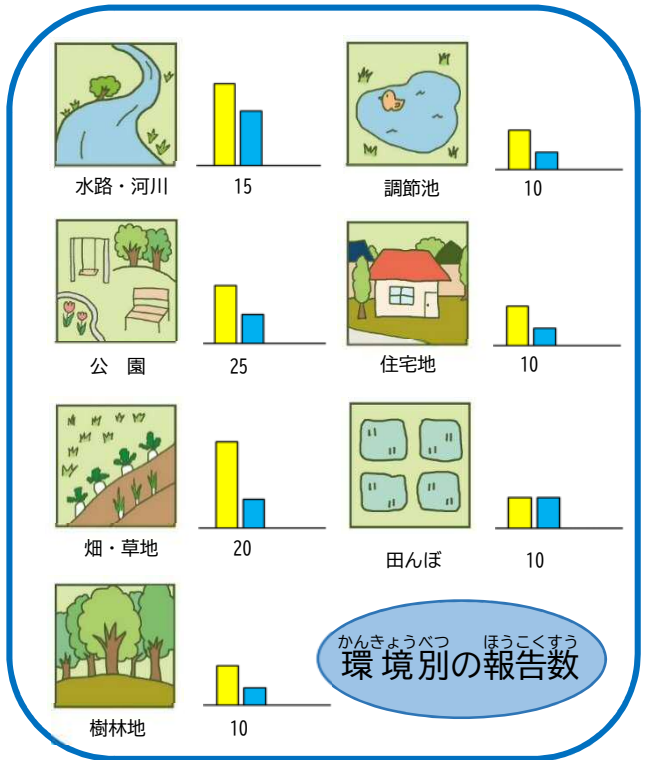 水路・河川
15
調節池
10
公　園
25
住宅地
10
畑・草地
20
田んぼ
10
樹林地
10
かんきょうべつ ほうこくすう
環境別の報告数